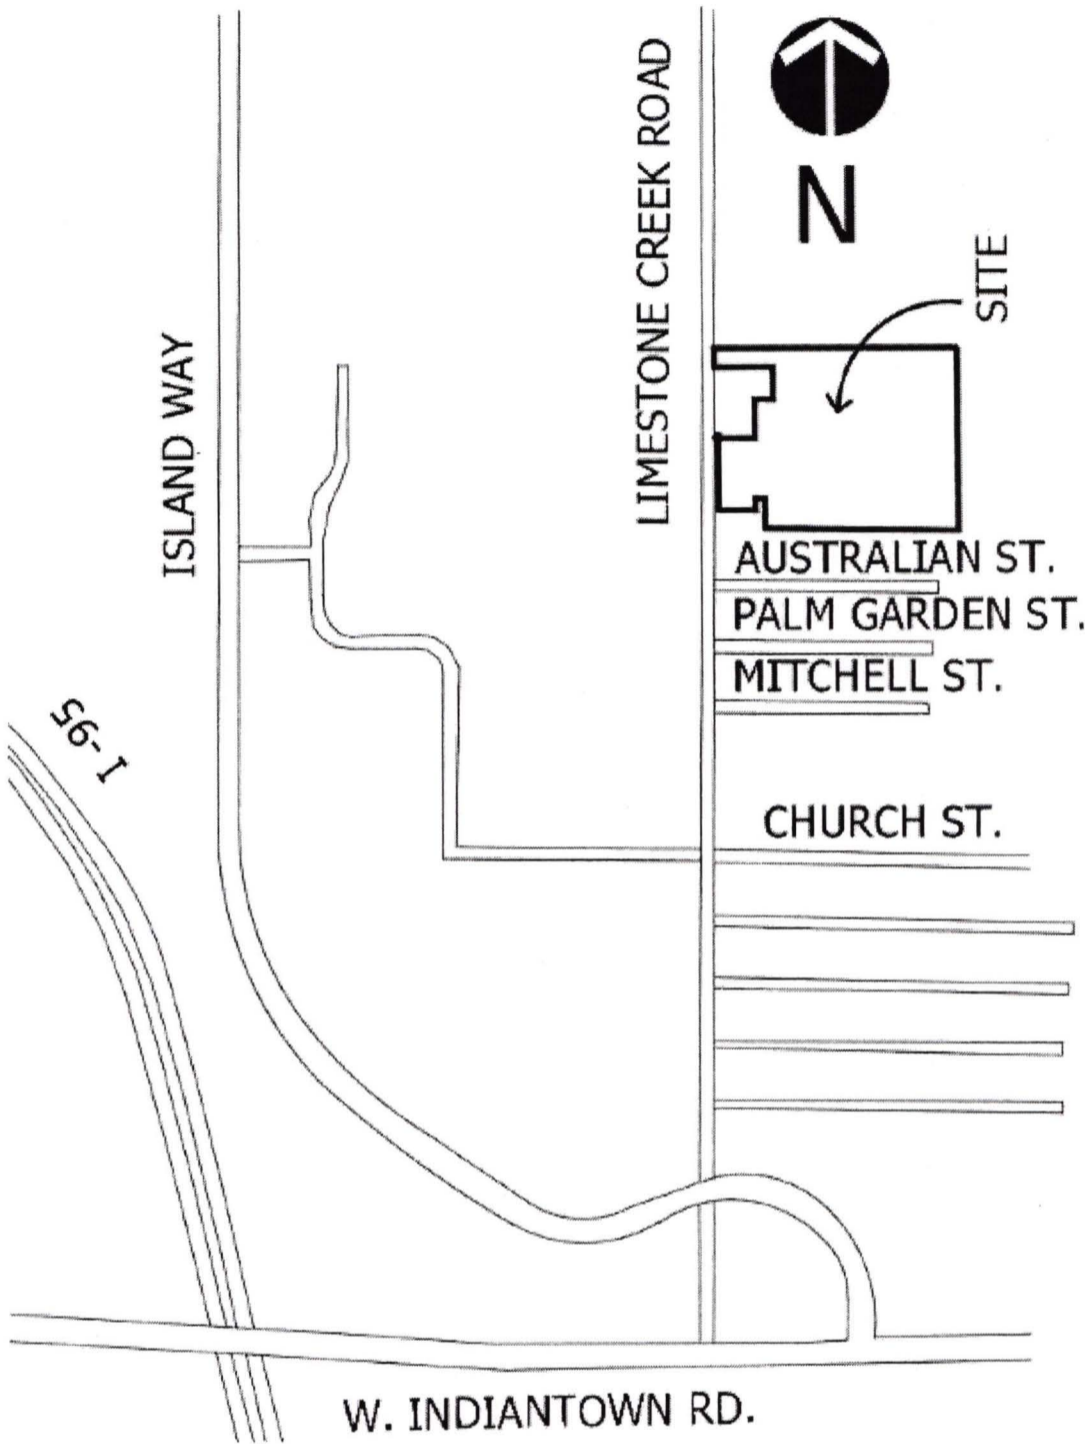 N
SITE
LIMESTONE CREEK ROAD
ISLAND WAY
AUSTRALIAN ST.
PALM GARDEN ST.
MITCHELL ST.
I-95
CHURCH ST.
W. INDIANTOWN RD.